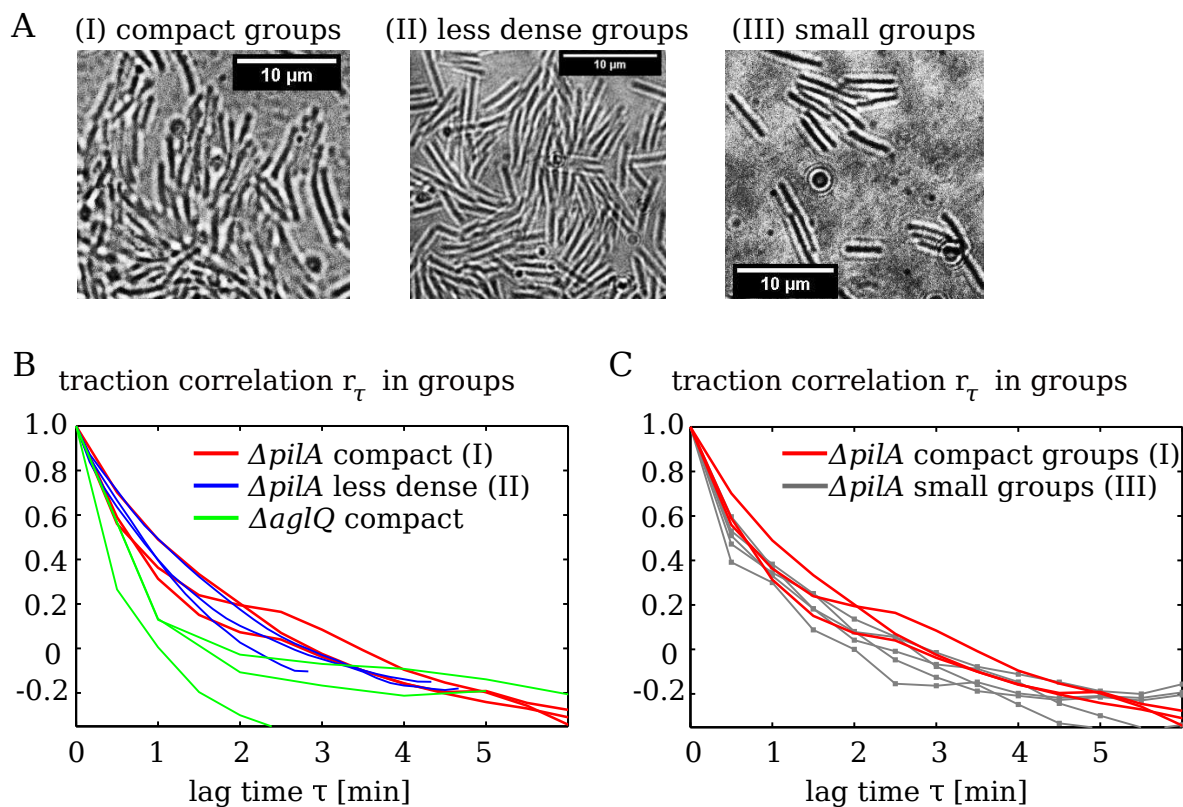 A
(I) compact groups
(II) less dense groups
(III) small groups
10 µm
10 µm
10 µm
B
traction correlation r_τ in groups
ΔpilA compact (I)
ΔpilA less dense (II)
ΔaglQ compact
1.0
0.8
0.6
0.4
0.2
0
-0.2
0 1 2 3 4 5
lag time τ [min]
C
traction correlation r_τ in groups
ΔpilA compact groups (I)
ΔpilA small groups (III)
1.0
0.8
0.6
0.4
0.2
0
-0.2
0 1 2 3 4 5
lag time τ [min]